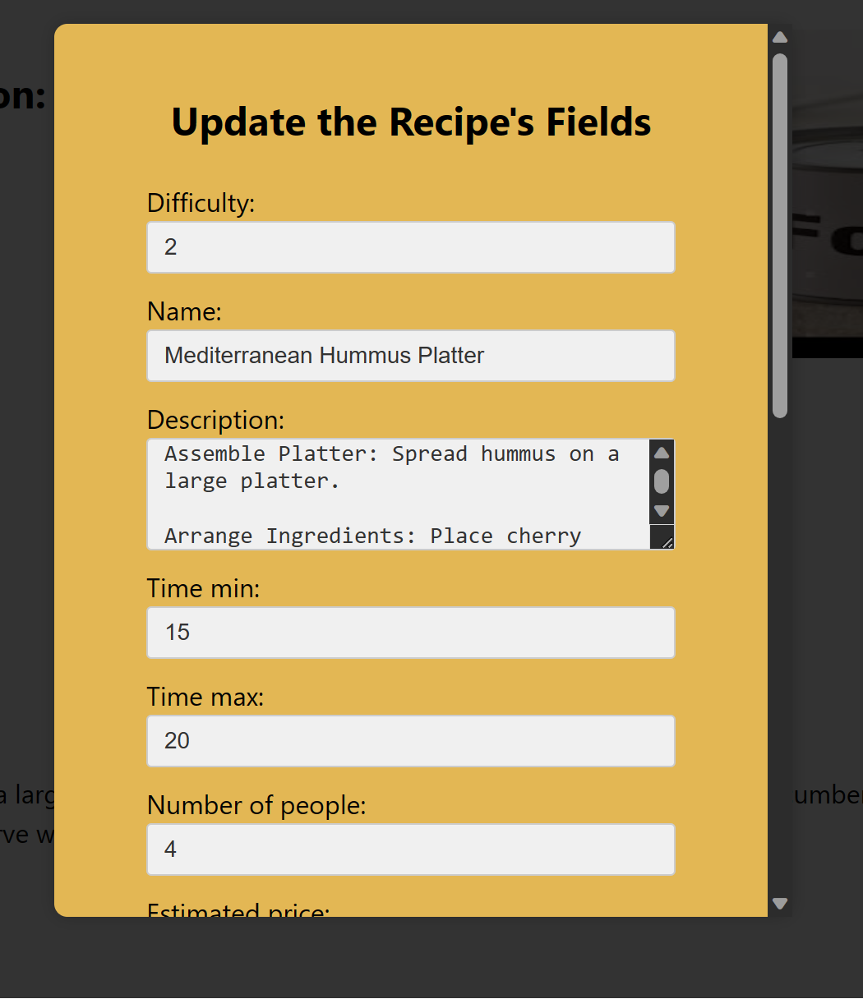 on:
Update the Recipe's Fields
Difficulty:
2
Name:
Mediterranean Hummus Platter
Description:
Assemble Platter: Spread hummus on a
large platter.
Arrange Ingredients: Place cherry
Time min:
15
Time max:
20
a larg
umber
Number of people:
rve w
4
Estimated price: